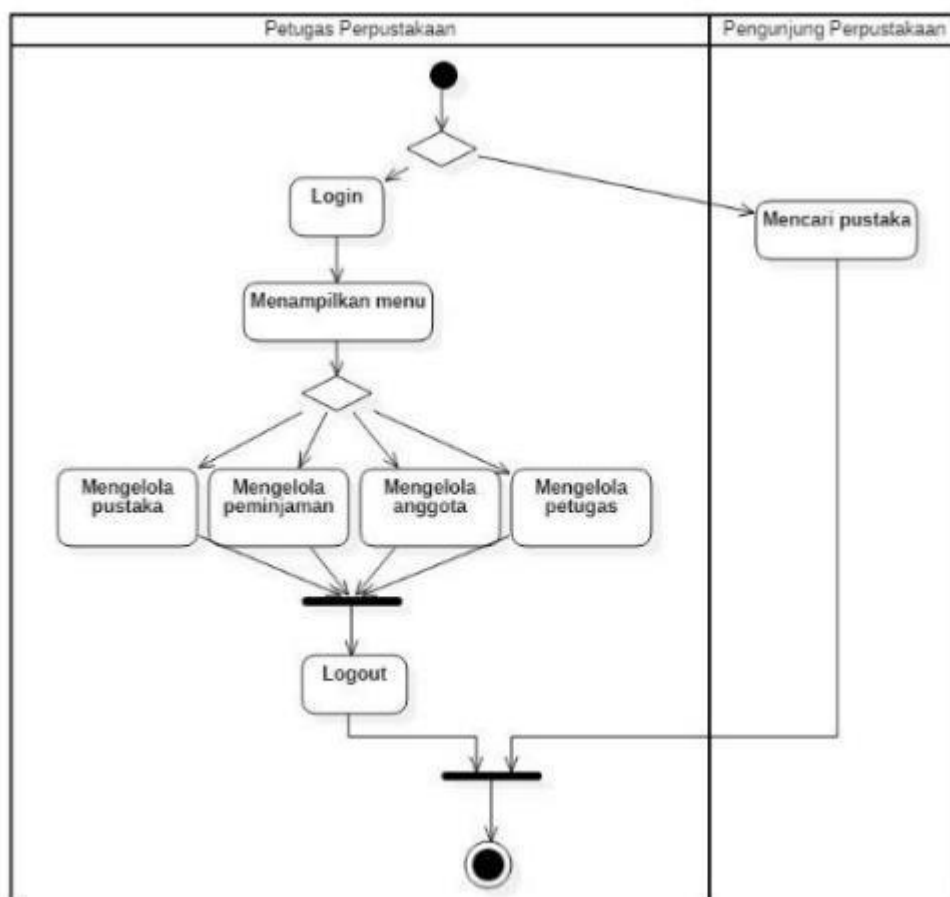 Petugas Perpustakaan
Pengunjung Perpustakaan
Login
Mencari pustaka
Menampilkan menu
Mengelola
pustaka
Mengelola
peminjaman
Mengelola
anggota
Mengelola
petugas
Logout